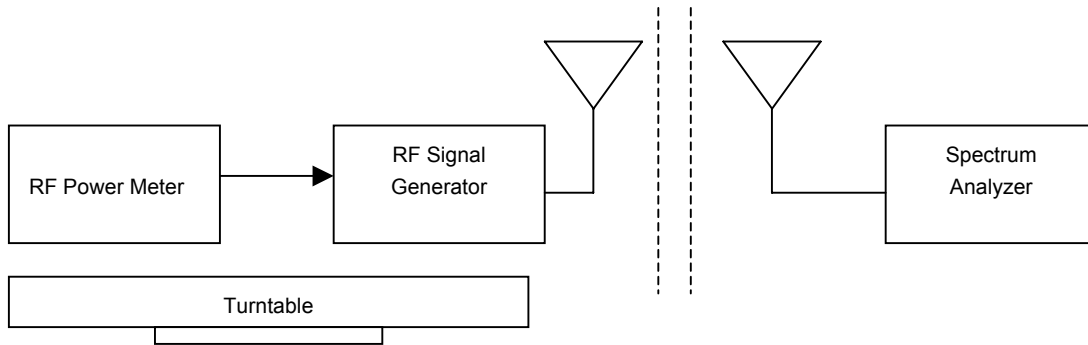 RF Power Meter
RF Signal
Generator
Spectrum
Analyzer
Turntable